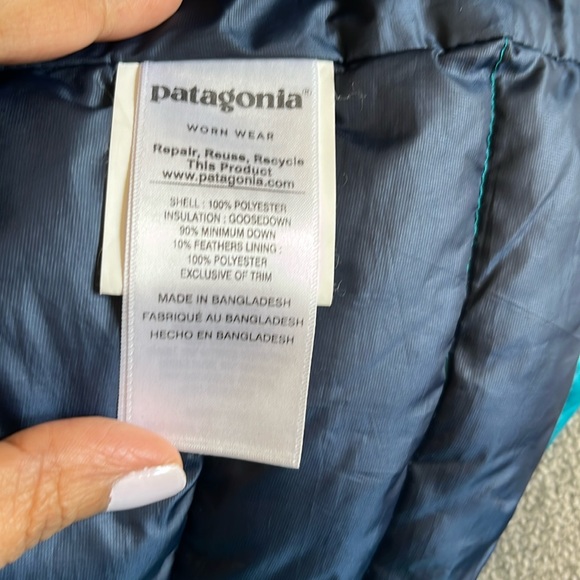 patagonia®
WORN WEAR
Repair, Reuse, Recycle
This Product
www.patagonia.com
SHELL : 100% POLYESTER
INSULATION : GOOSEDOWN
90% MINIMUM DOWN
10% FEATHERS LINING :
100% POLYESTER
EXCLUSIVE OF TRIM
MADE IN BANGLADESH
FABRIQUÉ AU BANGLADESH
HECHO EN BANGLADESH